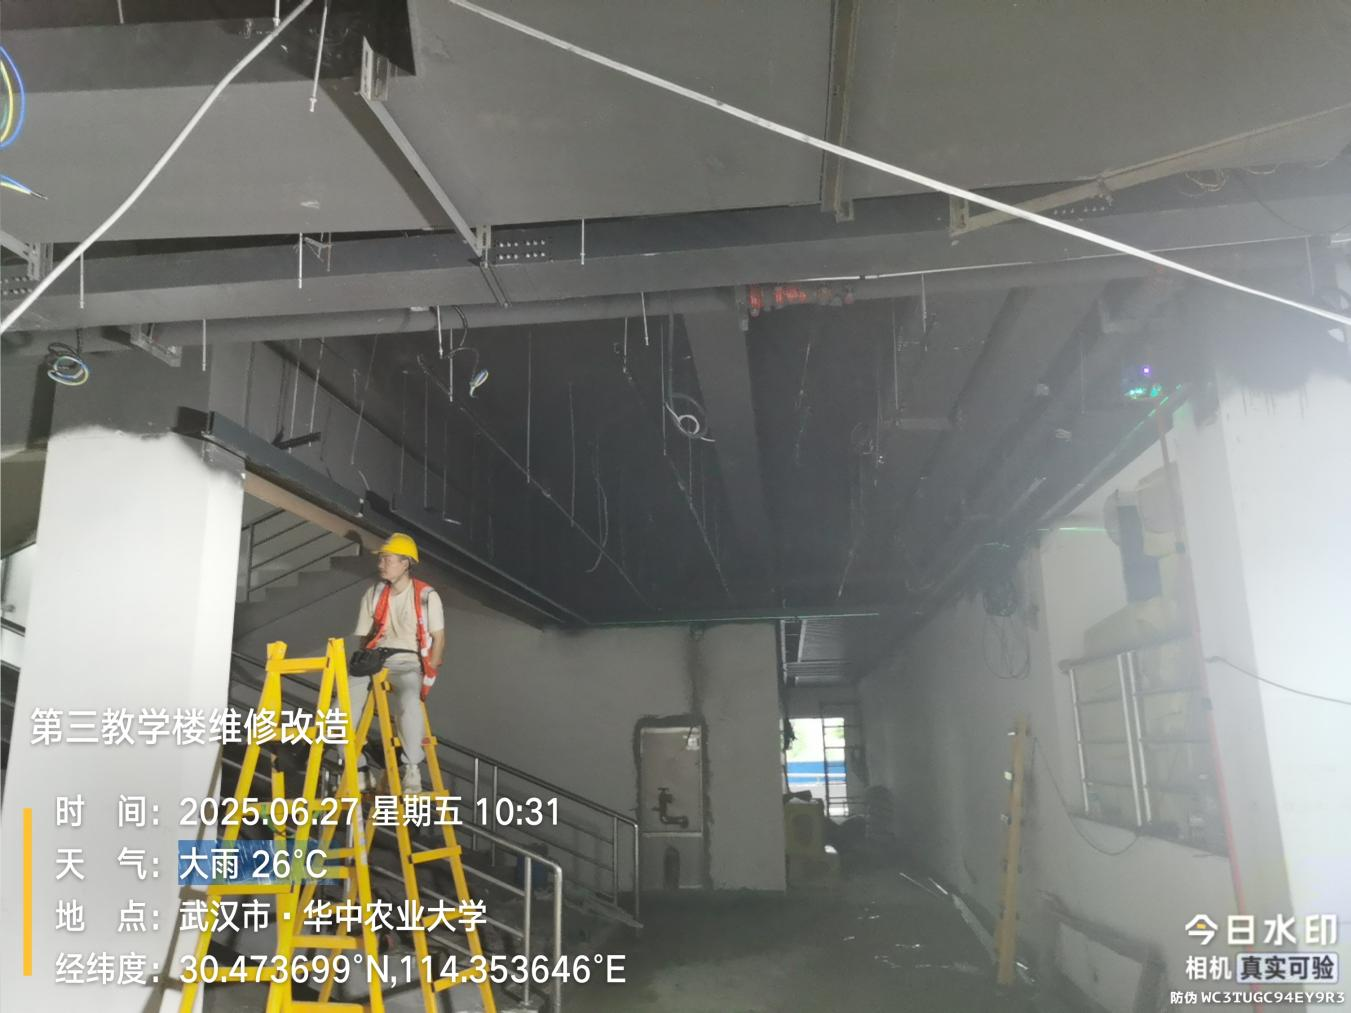 第三教学楼维修改造
时 间：2025.06.27 星期五 10:31
天 气：大雨 26℃
地 点：武汉市·华中农业大学
经纬度：30.473699°N,114.353646°E
今日水印
相机 真实可验
防伪 WC3TUGC94EY9R3